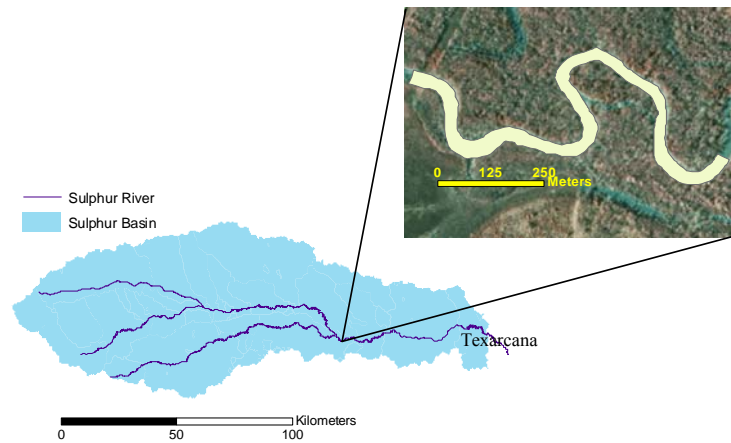 0 125 250
Meters
Sulphur River
Sulphur Basin
Texarcana
Kilometers
0 50 100